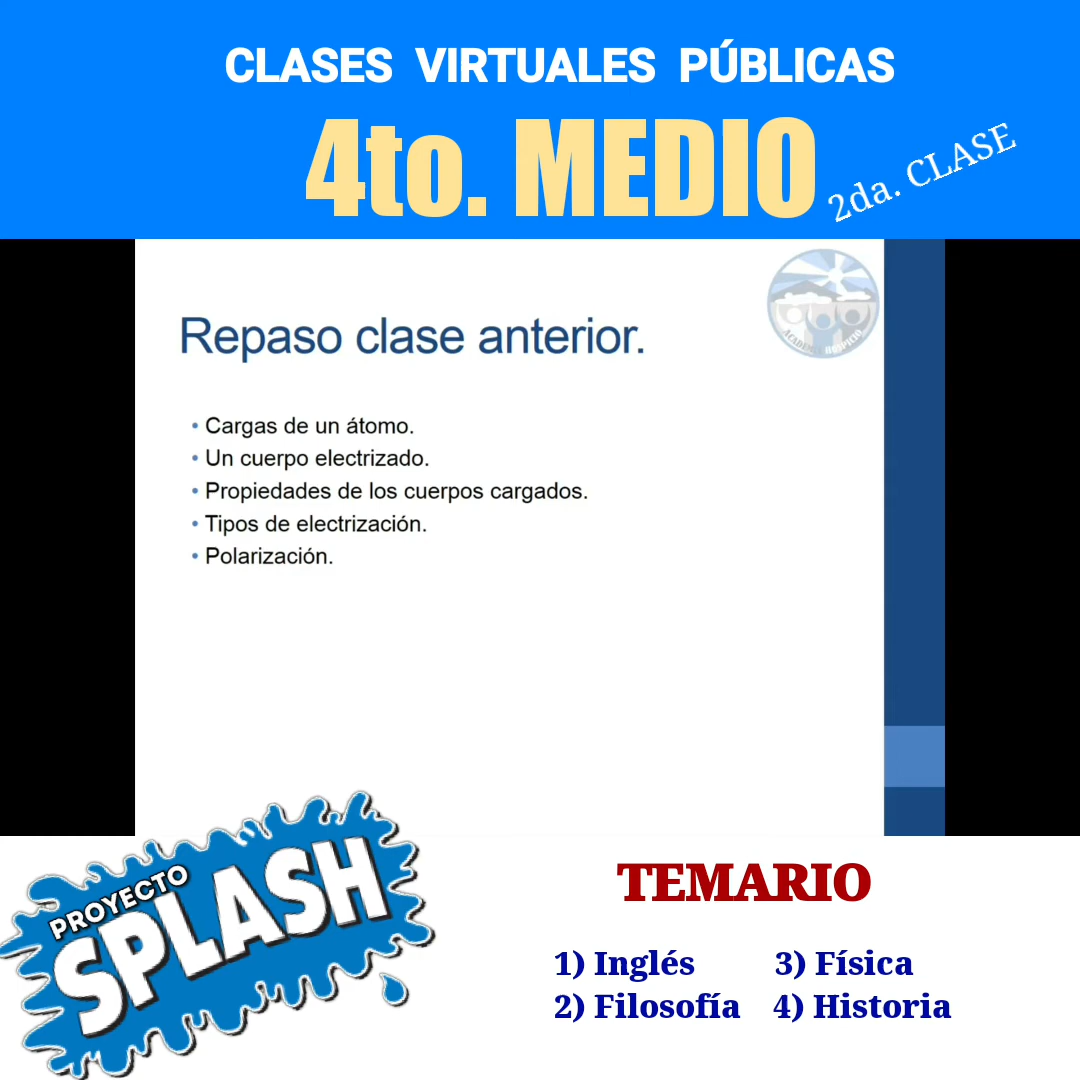 CLASES VIRTUALES PÚBLICAS
4to. MEDIO
2da. CLASE
Repaso clase anterior.
• Cargas de un átomo.
• Un cuerpo electrizado.
• Propiedades de los cuerpos cargados.
• Tipos de electrización.
• Polarización.
PROYECTO
SPLASH
TEMARIO
1) Inglés 3) Física
2) Filosofía 4) Historia